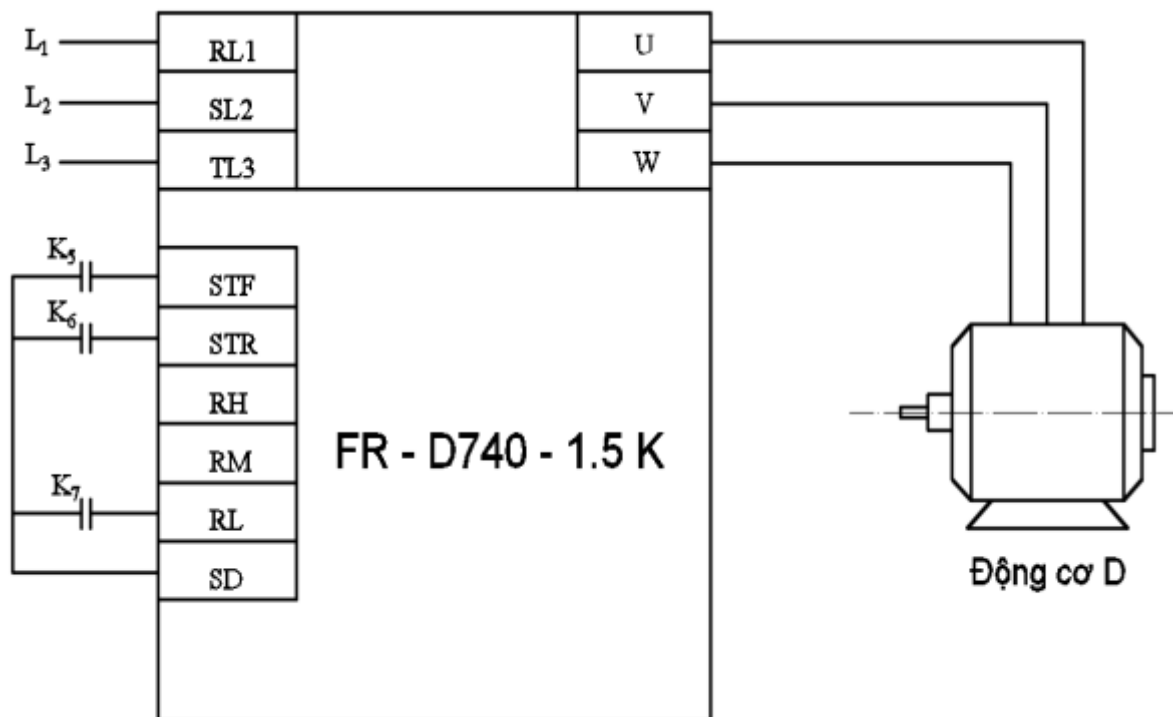 L₁
RL1
U
L₂
SL2
V
L₃
TL3
W
K₅
STF
K₆
STR
RH
RM
FR - D740 - 1.5 K
K₇
RL
SD
Động cơ D